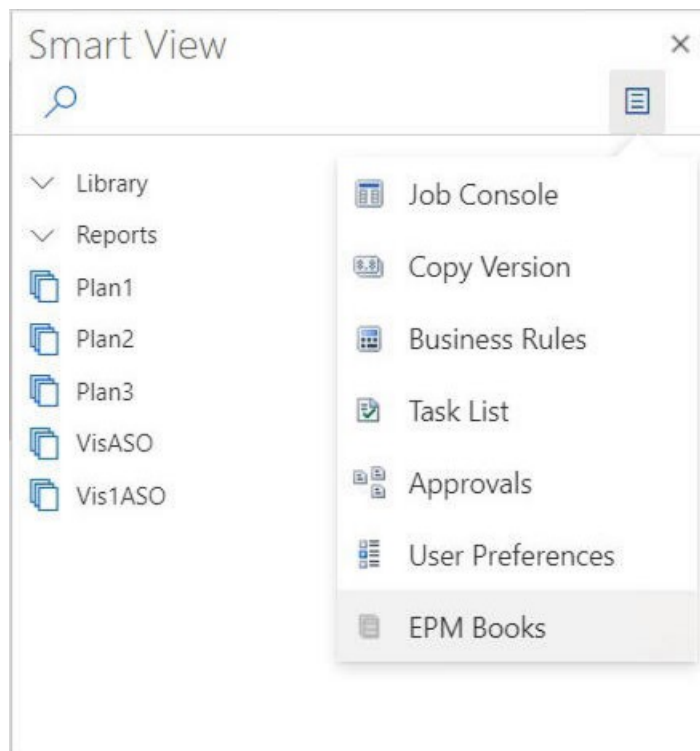 Smart View
Library
Reports
Plan1
Plan2
Plan3
VisASO
Vis1ASO
Job Console
Copy Version
Business Rules
Task List
Approvals
User Preferences
EPM Books